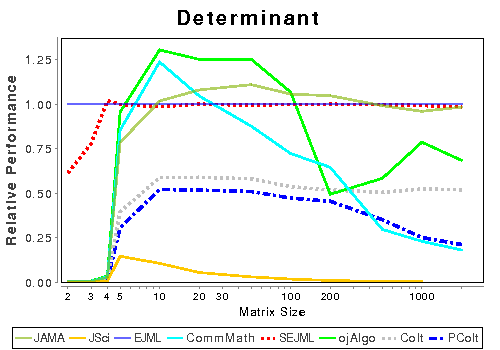 Determinant
Relative Performance
1.25
1.00
0.75
0.50
0.25
0.00
2 3 4 5 10 20 30 100 200 1000
Matrix Size
JAMA JSci EJML CommMath SEJML ojAlgo Colt PColt